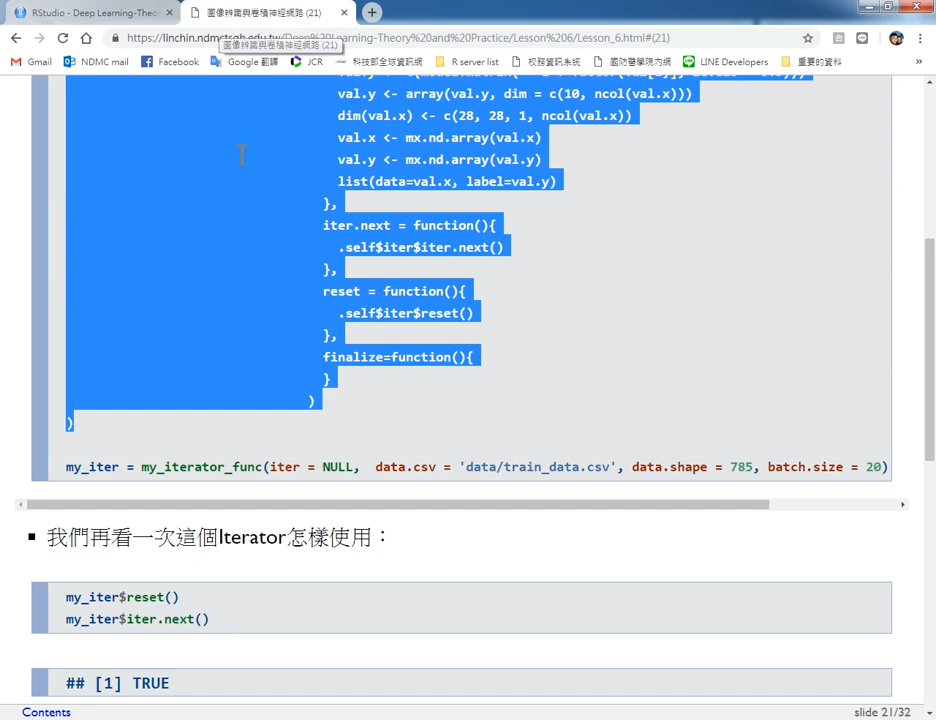 RStudio - Deep Learning-The
圖像辨識與卷積神經網路 (21)
https://linchin.ndmctsgh.edu.tw/Deep%20Learning-Theory%20and%20Practice/Lesson%206/Lesson_6.html#(21)
圖像辨識與卷積神經網路 (21)
Gmail
NDMC mail
Facebook
Google 翻譯
JCR
科技部全球資訊網
R server list
校務資訊系統
國防醫學院內網
LINE Developers
重要的資料
»
val.y <- array(val.y, dim = c(10, ncol(val.x)))
dim(val.x) <- c(28, 28, 1, ncol(val.x))
val.x <- mx.nd.array(val.x)
val.y <- mx.nd.array(val.y)
list(data=val.x, label=val.y)
},
iter.next = function(){
.self$iter$iter.next()
},
reset = function(){
.self$iter$reset()
},
finalize=function(){
}
)
)
my_iter = my_iterator_func(iter = NULL,  data.csv = 'data/train_data.csv', data.shape = 785, batch.size = 20)
▪ 我們再看一次這個Iterator怎樣使用：
my_iter$reset()
my_iter$iter.next()
## [1] TRUE
Contents
slide 21/32